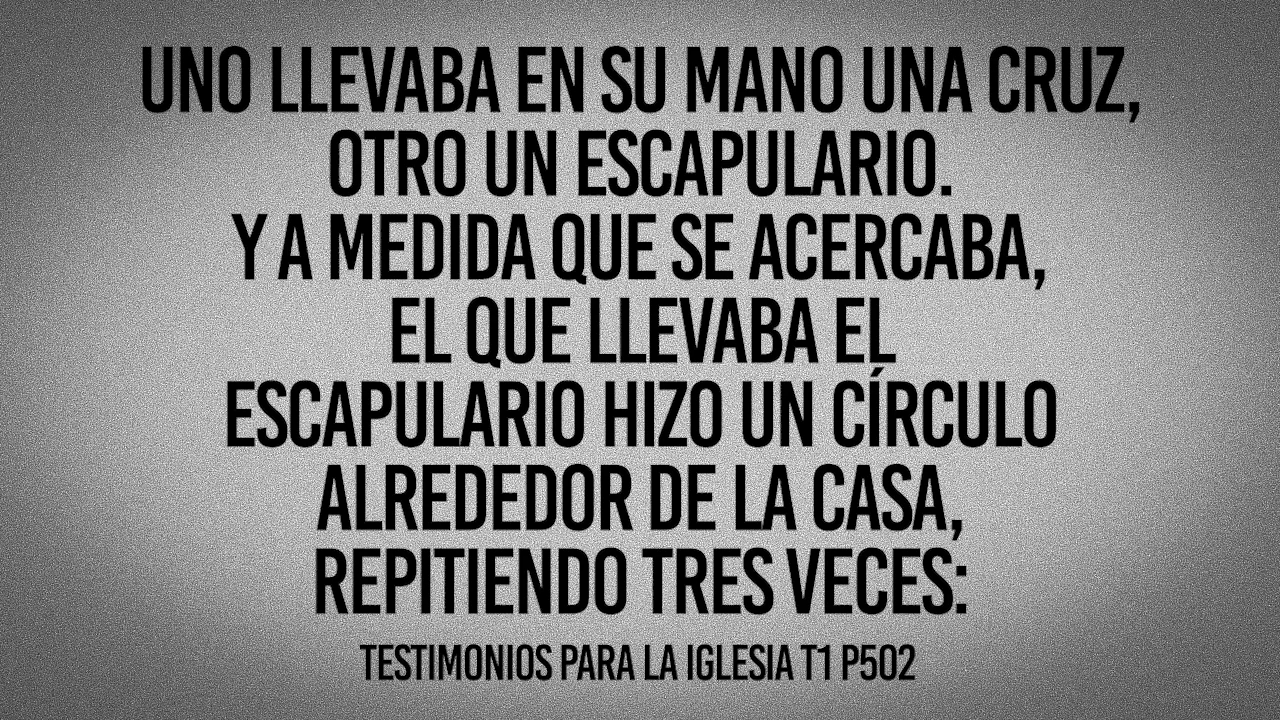 UNO LLEVABA EN SU MANO UNA CRUZ,
OTRO UN ESCAPULARIO.
Y A MEDIDA QUE SE ACERCABA,
EL QUE LLEVABA EL
ESCAPULARIO HIZO UN CÍRCULO
ALREDEDOR DE LA CASA,
REPITIENDO TRES VECES:
TESTIMONIOS PARA LA IGLESIA T1 P502